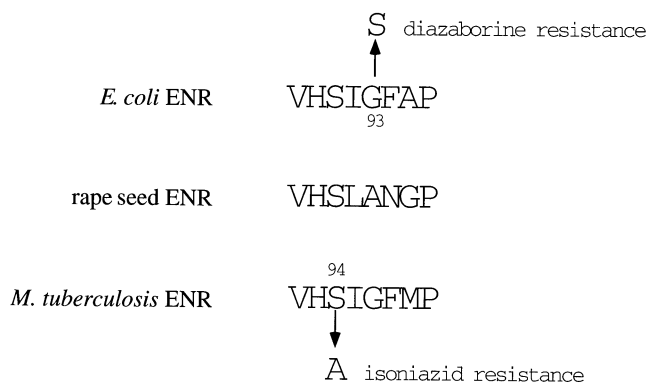 S diazaborine resistance
E. coli ENR VHSIGFAP
93
rape seed ENR VHSLANGP
94
M. tuberculosis ENR VHSIGFMP
A isoniazid resistance